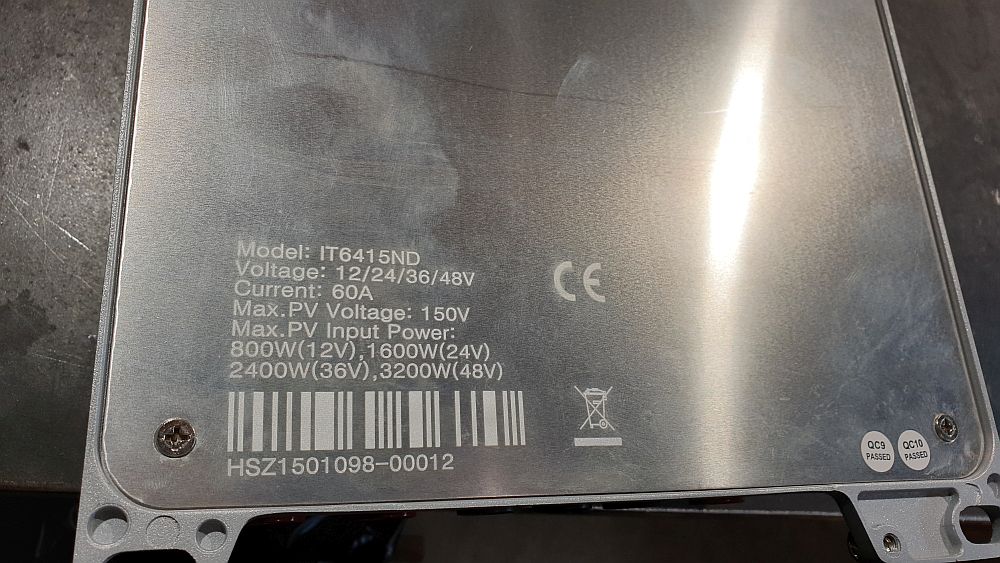 Model: IT6415ND
Voltage: 12/24/36/48V
Current: 60A
Max.PV Voltage: 150V
Max.PV Input Power:
800W(12V),1600W(24V)
2400W(36V),3200W(48V)
HSZ1501098-00012
CE
QC9
PASSED
QC10
PASSED